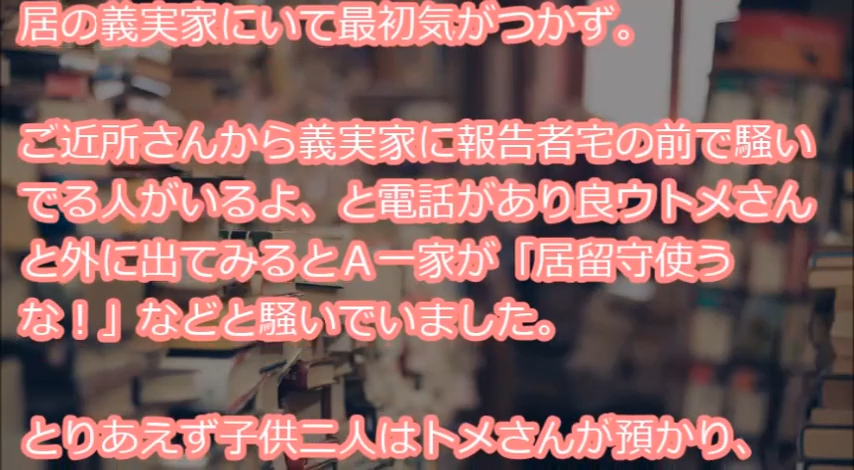 居の義実家にいて最初気がつかず。
ご近所さんから義実家に報告者宅の前で騒い
でる人がいるよ、と電話があり良ウトメさん
と外に出てみるとＡ一家が「居留守使う
な！」などと騒いでいました。
とりあえず子供二人はトメさんが預かり、